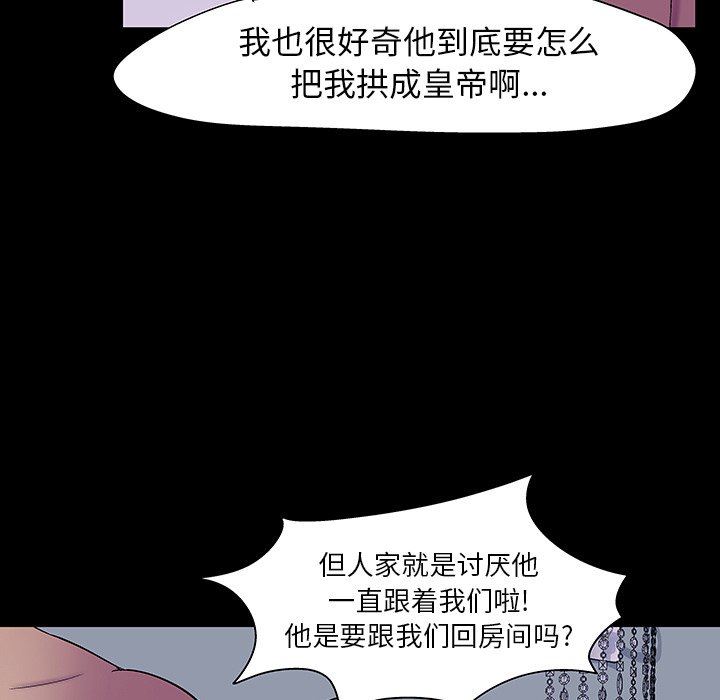 我也很好奇他到底要怎么
把我拱成皇帝啊...
但人家就是讨厌他
一直跟着我们啦!
他是要跟我们回房间吗?